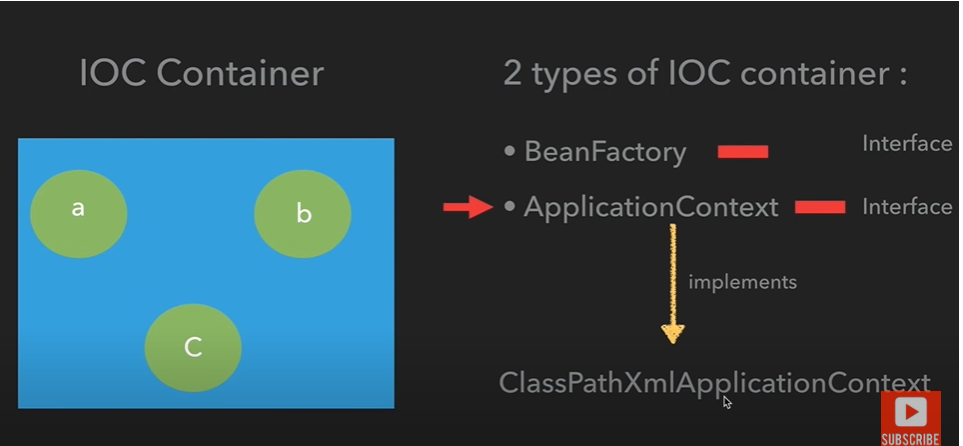 IOC Container
a
b
C
2 types of IOC container :
• BeanFactory
Interface
• ApplicationContext
Interface
implements
ClassPathXmlApplicationContext
SUBSCRIBE